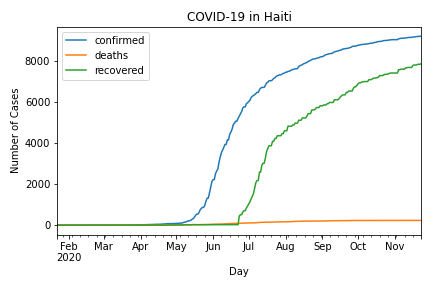 COVID-19 in Haiti
confirmed
deaths
recovered
Number of Cases
8000
6000
4000
2000
0
Feb
2020
Mar
Apr
May
Jun
Jul
Aug
Sep
Oct
Nov
Day